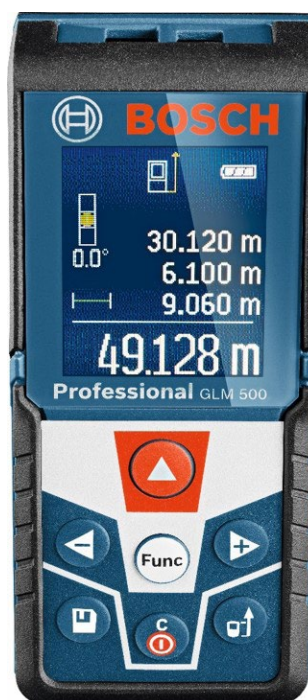 BOSCH
0.0°
30.120 m
6.100 m
9.060 m
49.128 m
Professional GLM 500
Func
C